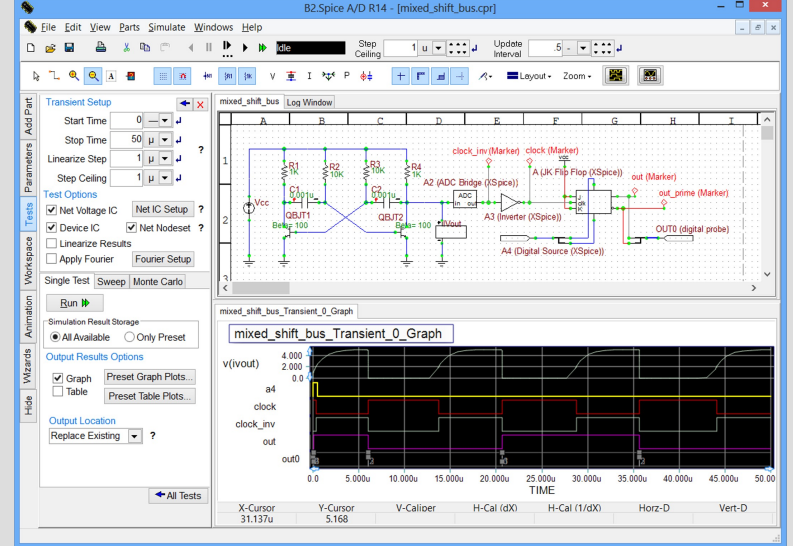 B2.Spice A/D R14 - [mixed_shift_bus.cpr]
File Edit View Parts Simulate Windows Help
Idle Step Ceiling 1 u Update Interval .5 -
V I P Layout Zoom
Add Part
Parameters
Tests
Workspace
Animation
Wizards
Hide
Transient Setup
Start Time 0 —
Stop Time 50 µ
Linearize Step 1 µ ?
Step Ceiling 1 µ
Test Options
Net Voltage IC Net IC Setup ?
Device IC Net Nodeset ?
Linearize Results
Apply Fourier Fourier Setup
Single Test Sweep Monte Carlo
Run
Simulation Result Storage
All Available Only Preset
Output Results Options
Graph Preset Graph Plots...
Table Preset Table Plots...
Output Location
Replace Existing ?
All Tests
mixed_shift_bus Log Window
A B C D E F G H I
1
2
3
clock_inv (Marker) clock (Marker)
vcc
R1 1K
R2 10K
R3 10K
R4 1K
A2 (ADC Bridge (XSpice))
A (JK Flip Flop (XSpice))
out (Marker)
out_prime (Marker)
C1 0.001u
C2 0.001u
ADC
in out
J
clk
K
Vcc
QBJT1
Beta= 100
QBJT2
Beta= 100
IVout
A3 (Inverter (XSpice))
OUT0 (digital probe)
A4 (Digital Source (XSpice))
mixed_shift_bus_Transient_0_Graph
mixed_shift_bus_Transient_0_Graph
v(ivout)
4.000
2.000
0.0
a4
clock
clock_inv
out
out0
0.0 5.000u 10.000u 15.000u 20.000u 25.000u 30.000u 35.000u 40.000u 45.000u 50.00
TIME
X-Cursor Y-Cursor V-Caliper H-Cal (dX) H-Cal (1/dX) Horz-D Vert-D
31.137u 5.168